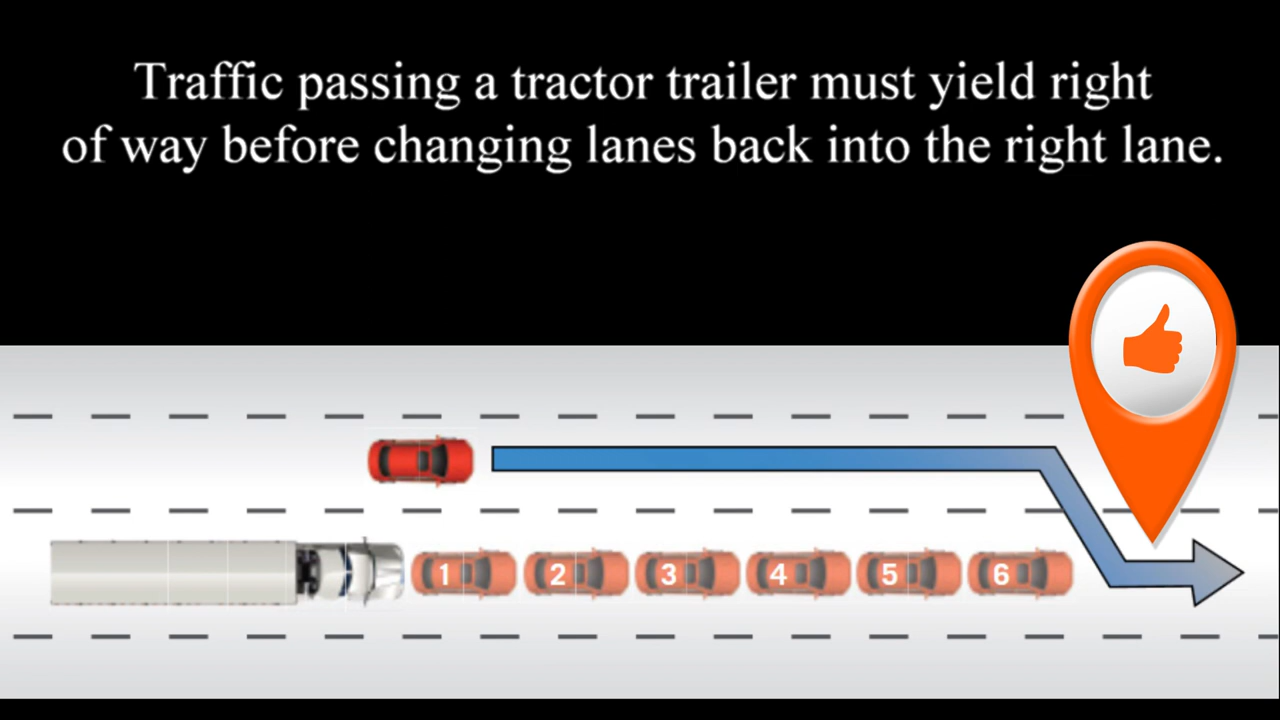 Traffic passing a tractor trailer must yield right
of way before changing lanes back into the right lane.
1 2 3 4 5 6